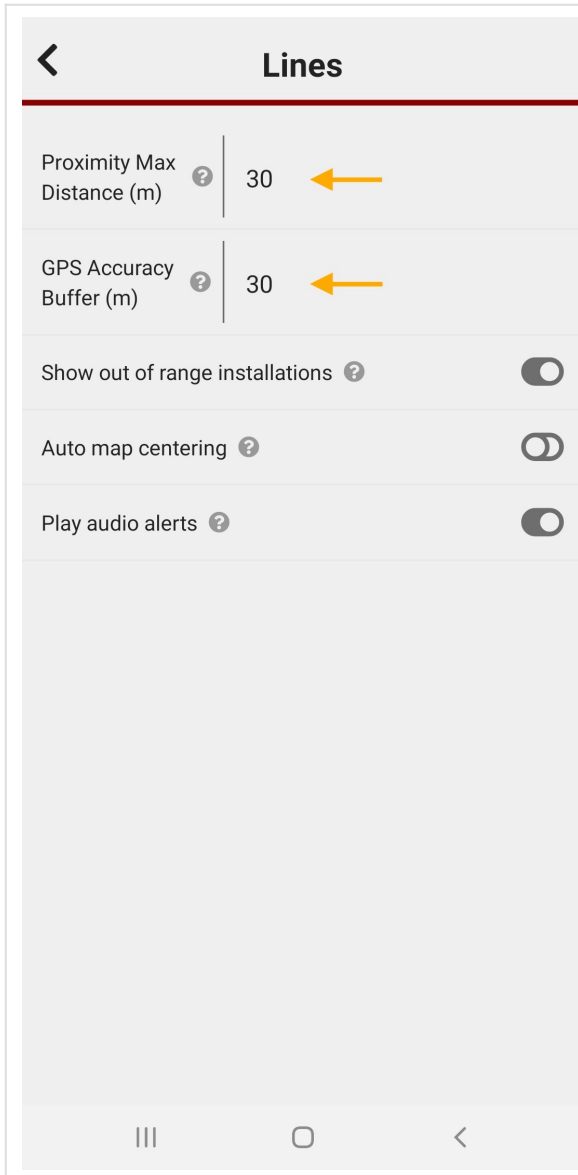 Lines
Proximity Max
Distance (m)
30
GPS Accuracy
Buffer (m)
30
Show out of range installations
Auto map centering
Play audio alerts